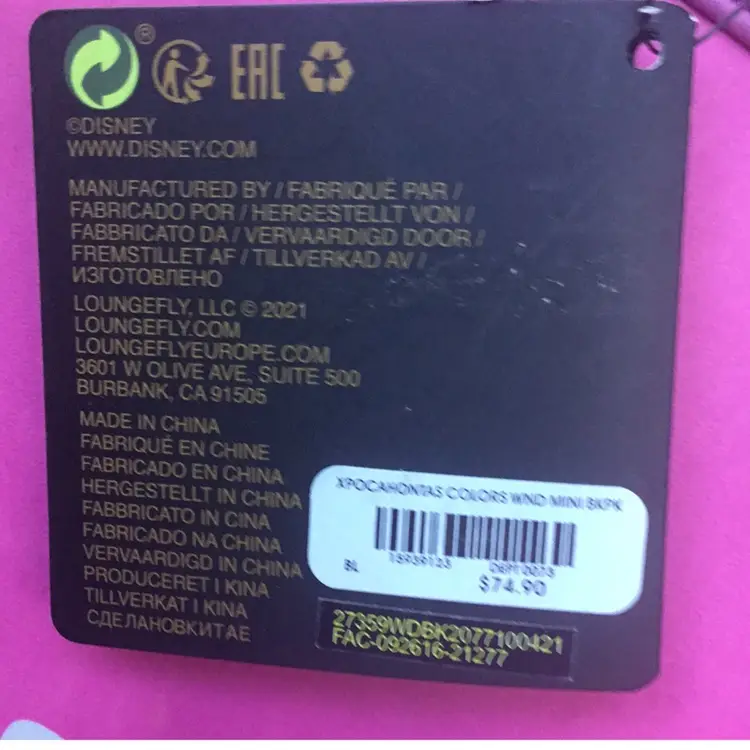 ® EAC
©DISNEY
WWW.DISNEY.COM
MANUFACTURED BY / FABRIQUÉ PAR /
FABRICADO POR / HERGESTELLT VON /
FABBRICATO DA / VERVAARDIGD DOOR /
FREMSTILLET AF / TILLVERKAD AV /
ИЗГОТОВЛЕНО
LOUNGEFLY, LLC © 2021
LOUNGEFLY.COM
LOUNGEFLYEUROPE.COM
3601 W OLIVE AVE, SUITE 500
BURBANK, CA 91505
MADE IN CHINA
FABRIQUÉ EN CHINE
FABRICADO EN CHINA
HERGESTELLT IN CHINA
FABBRICATO IN CINA
FABRICADO NA CHINA
VERVAARDIGD IN CHINA
PRODUCERET I KINA
TILLVERKAT I KINA
СДЕЛАНОВКИТАЕ
XPOCAHONTAS COLORS WND MINI BKPK
BL 15939123 DEPT0078
$74.90
27359WDBK2077100421
FAC-092616-21277